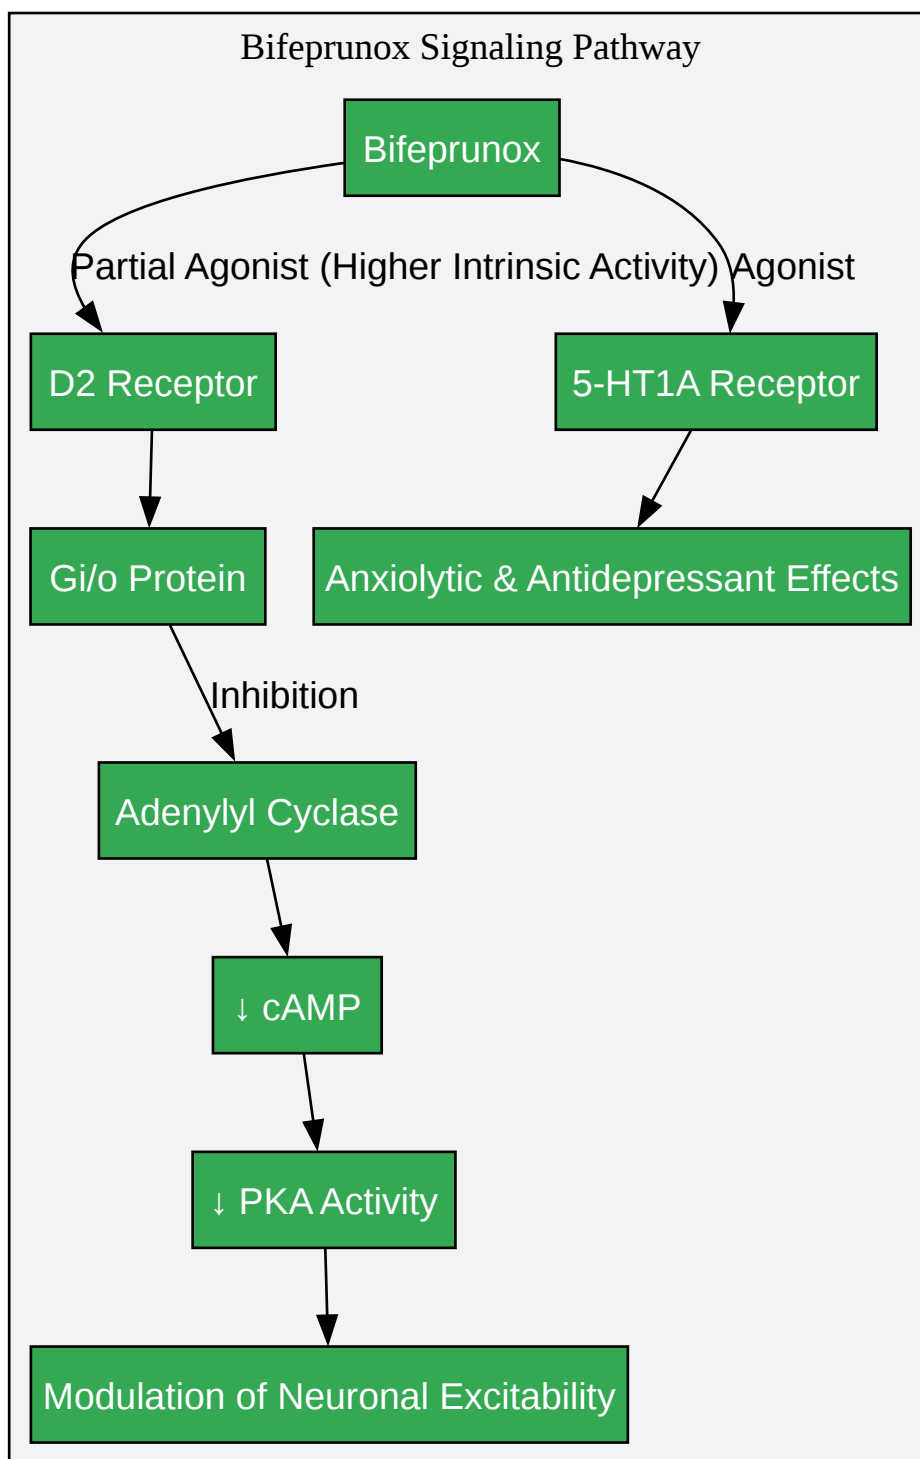 Bifeprunox Signaling Pathway
Bifeprunox
Partial Agonist (Higher Intrinsic Activity)
Agonist
D2 Receptor
5-HT1A Receptor
Gi/o Protein
Anxiolytic & Antidepressant Effects
Inhibition
Adenylyl Cyclase
↓ cAMP
↓ PKA Activity
Modulation of Neuronal Excitability